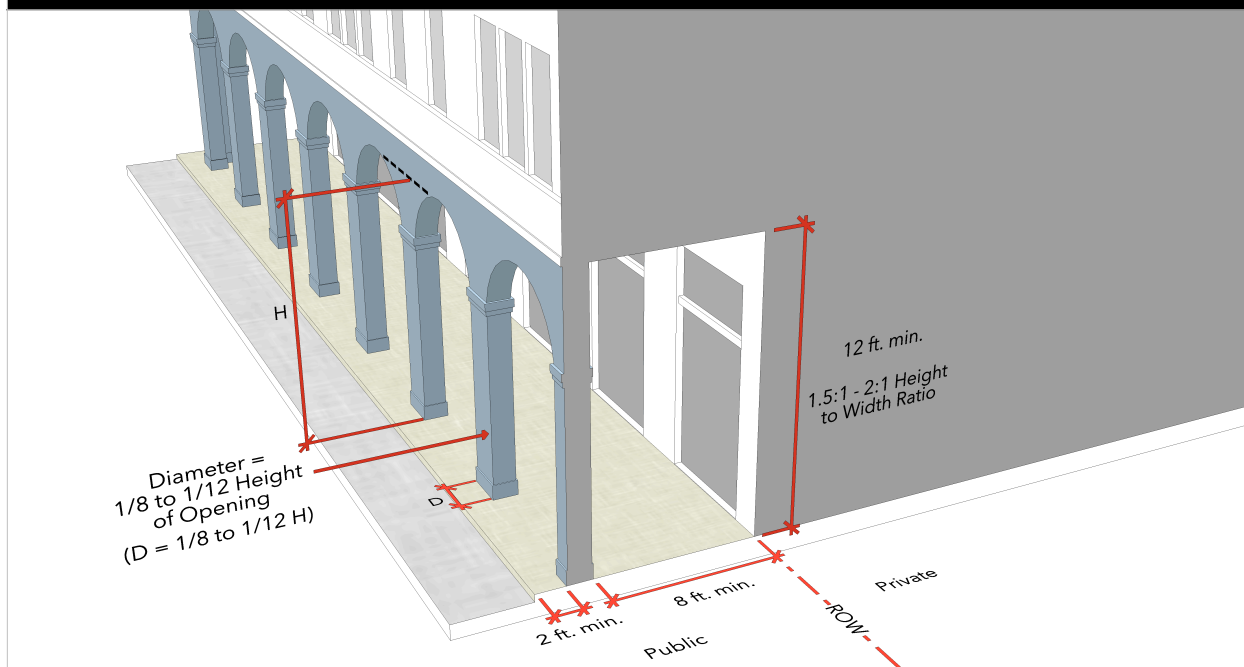 H
12 ft. min.
1.5:1 - 2:1 Height
to Width Ratio
Diameter =
1/8 to 1/12 Height
of Opening
(D = 1/8 to 1/12 H)
D
8 ft. min.
2 ft. min.
Private
ROW
Public